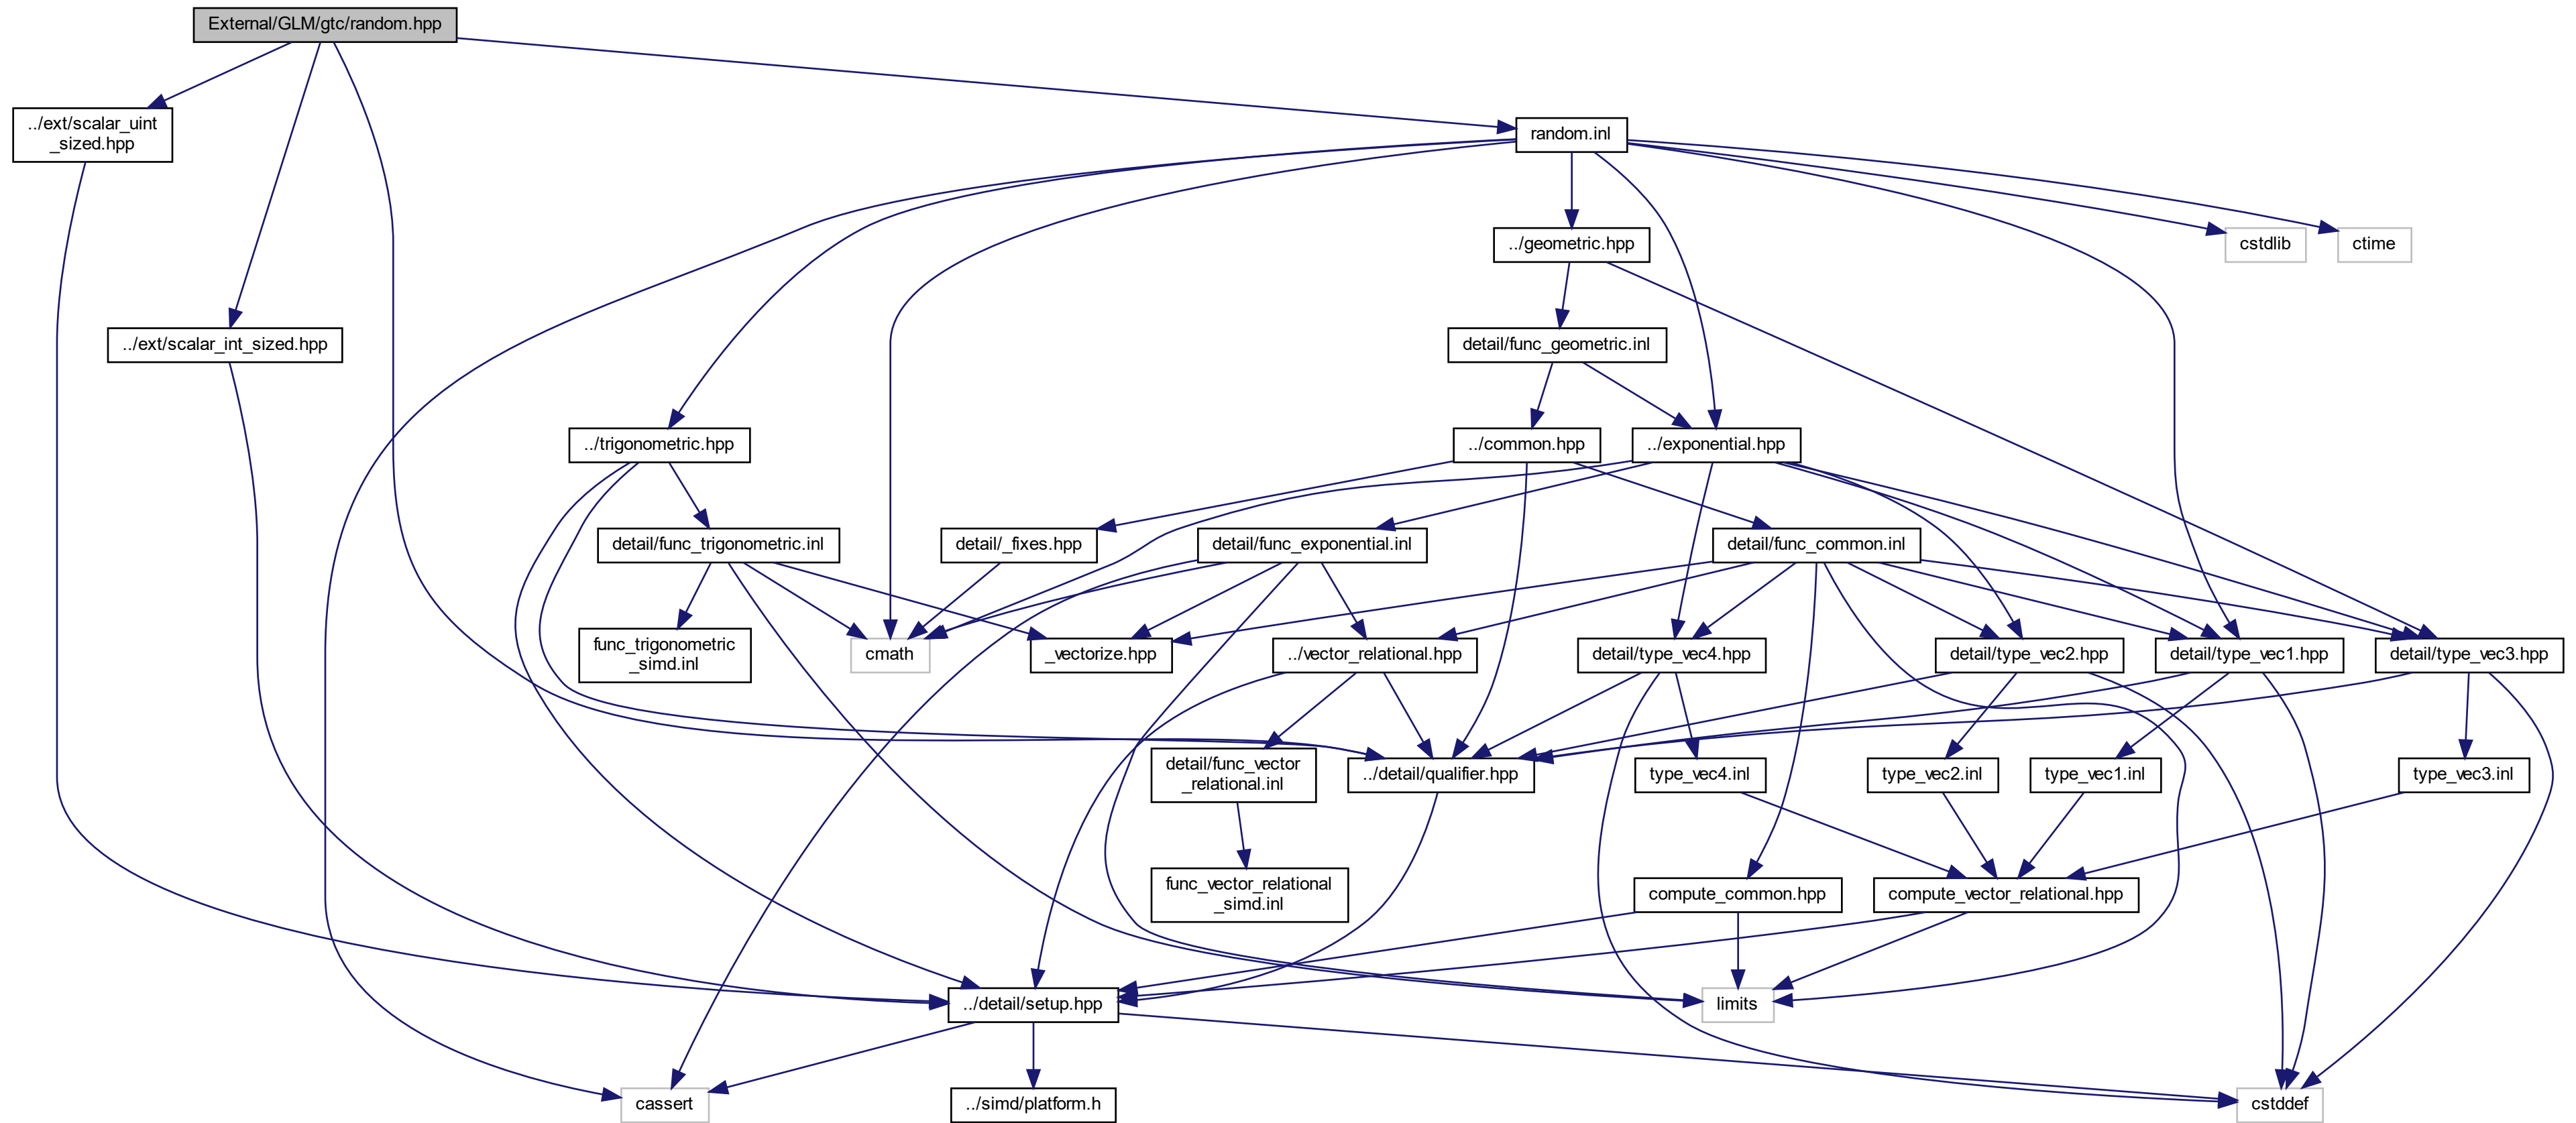 External/GLM/gtc/random.hpp
../ext/scalar_uint
_sized.hpp
random.inl
../geometric.hpp
cstdlib
ctime
../ext/scalar_int_sized.hpp
detail/func_geometric.inl
../trigonometric.hpp
../common.hpp
../exponential.hpp
detail/func_trigonometric.inl
detail/_fixes.hpp
detail/func_exponential.inl
detail/func_common.inl
func_trigonometric
_simd.inl
cmath
_vectorize.hpp
../vector_relational.hpp
detail/type_vec4.hpp
detail/type_vec2.hpp
detail/type_vec1.hpp
detail/type_vec3.hpp
detail/func_vector
_relational.inl
../detail/qualifier.hpp
type_vec4.inl
type_vec2.inl
type_vec1.inl
type_vec3.inl
func_vector_relational
_simd.inl
compute_common.hpp
compute_vector_relational.hpp
../detail/setup.hpp
limits
cassert
../simd/platform.h
cstddef